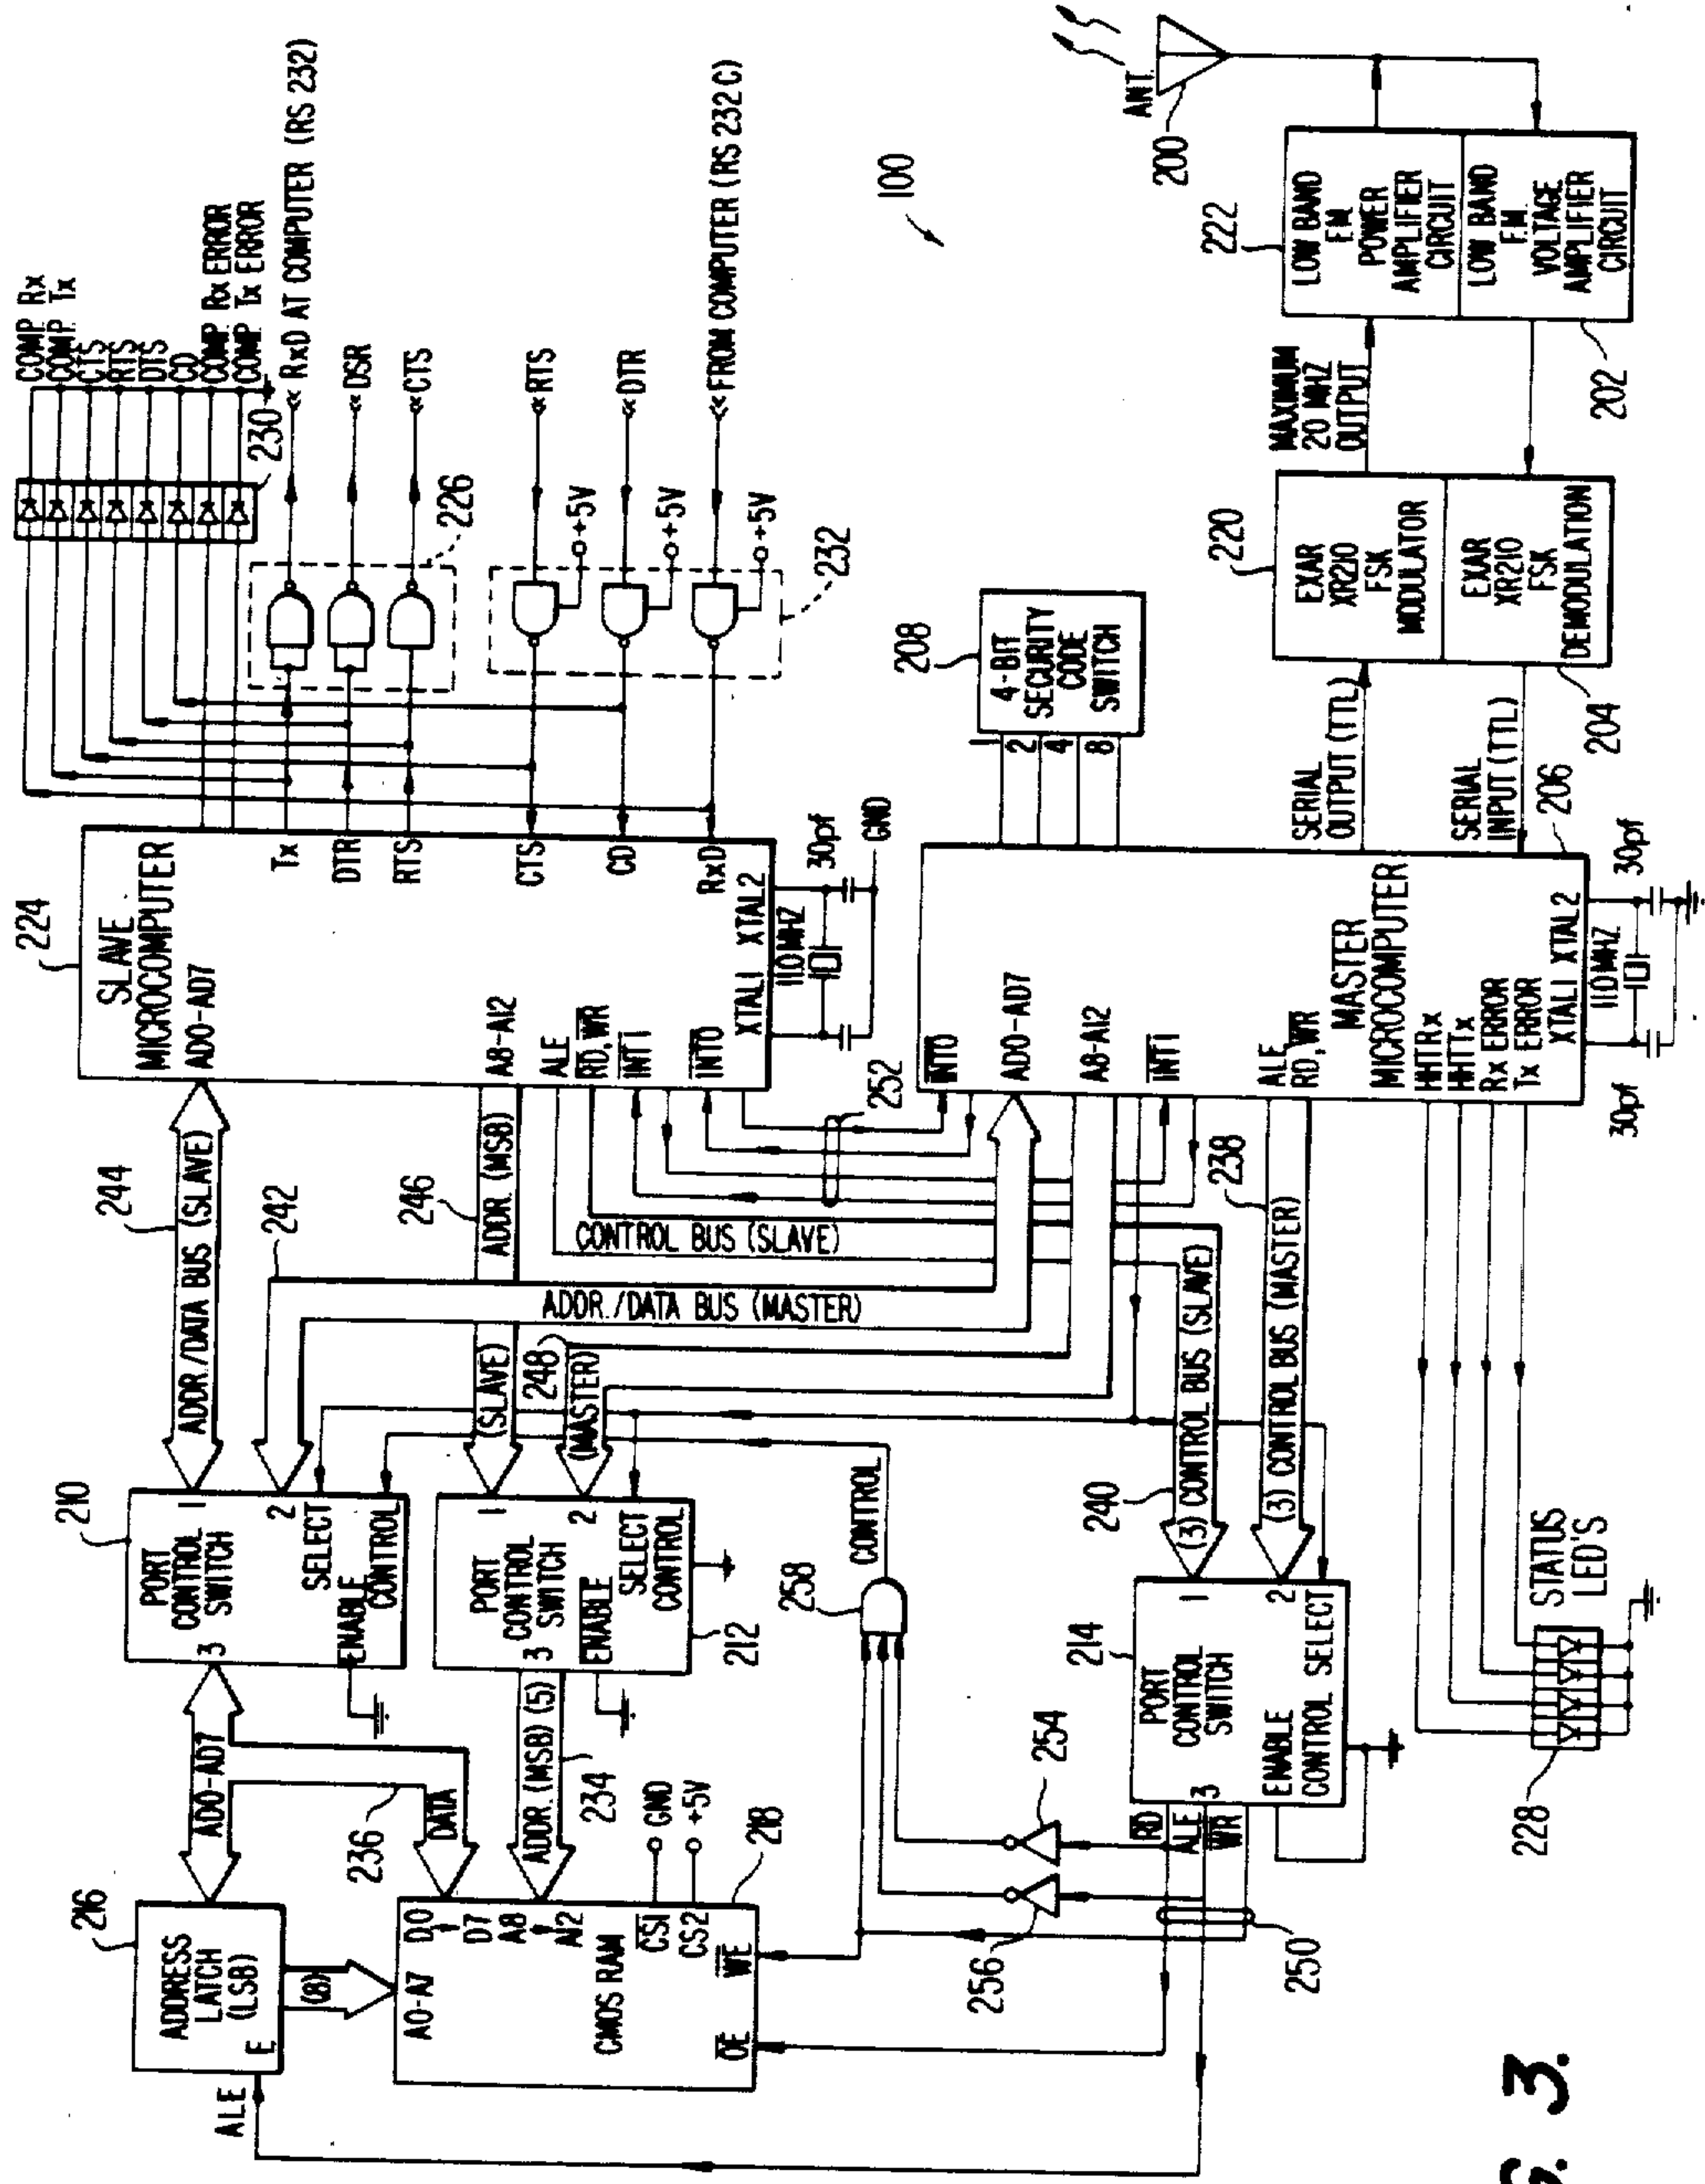 COMP. Rx
COMP. Tx
CTS
RTS
DTS
CD
COMP. Rx ERROR
COMP. Tx ERROR
230
RxD AT COMPUTER (RS 232)
DSR
CTS
226
RTS
+5V
DTR
+5V
FROM COMPUTER (RS 232 C)
+5V
232
224
SLAVE
MICROCOMPUTER
AD0-AD7
A8-A12
ALE
RD, WR
INT1
INT0
Tx
DTR
RTS
CTS
CD
RxD
XTAL1 XTAL2
11.0 MHZ
30pf
GND
100
ANT.
200
222
LOW BAND
F.M.
POWER
AMPLIFIER
CIRCUIT
LOW BAND
F.M.
VOLTAGE
AMPLIFIER
CIRCUIT
202
MAXIMUM
20 MHZ
OUTPUT
220
EXAR
XR210
FSK
MODULATOR
EXAR
XR210
FSK
DEMODULATION
204
208
4-BIT
SECURITY
CODE
SWITCH
1
2
4
8
SERIAL
OUTPUT (TTL)
SERIAL
INPUT (TTL)
206
INT0
AD0-AD7
A8-A12
INT1
ALE
RD, WR
MASTER
MICROCOMPUTER
HHTRx
HHTTx
Rx ERROR
Tx ERROR
XTAL1 XTAL2
11.0 MHZ
30pf
30pf
244
ADDR./DATA BUS (SLAVE)
242
246
ADDR. (MSB)
252
CONTROL BUS (SLAVE)
ADDR./DATA BUS (MASTER)
(SLAVE)
248
(MASTER)
238
240
(3) CONTROL BUS (SLAVE)
(3) CONTROL BUS (MASTER)
210
PORT
CONTROL
SWITCH
1
2
3
SELECT
ENABLE
CONTROL
PORT
CONTROL
SWITCH
1
2
3
ENABLE
SELECT
CONTROL
212
258
CONTROL
214
PORT
CONTROL
SWITCH
1
2
3
ENABLE
CONTROL SELECT
RD
ALE
WR
STATUS
LED'S
228
216
ADDRESS
LATCH
(LSB)
E
ALE
AD0-AD7
236
DATA
(8)
ADDR. (MSB) (5)
234
A0-A7
D0
D7
A8
A12
CMOS RAM
CS1
CS2
GND
+5V
218
WE
OE
254
256
250
3.